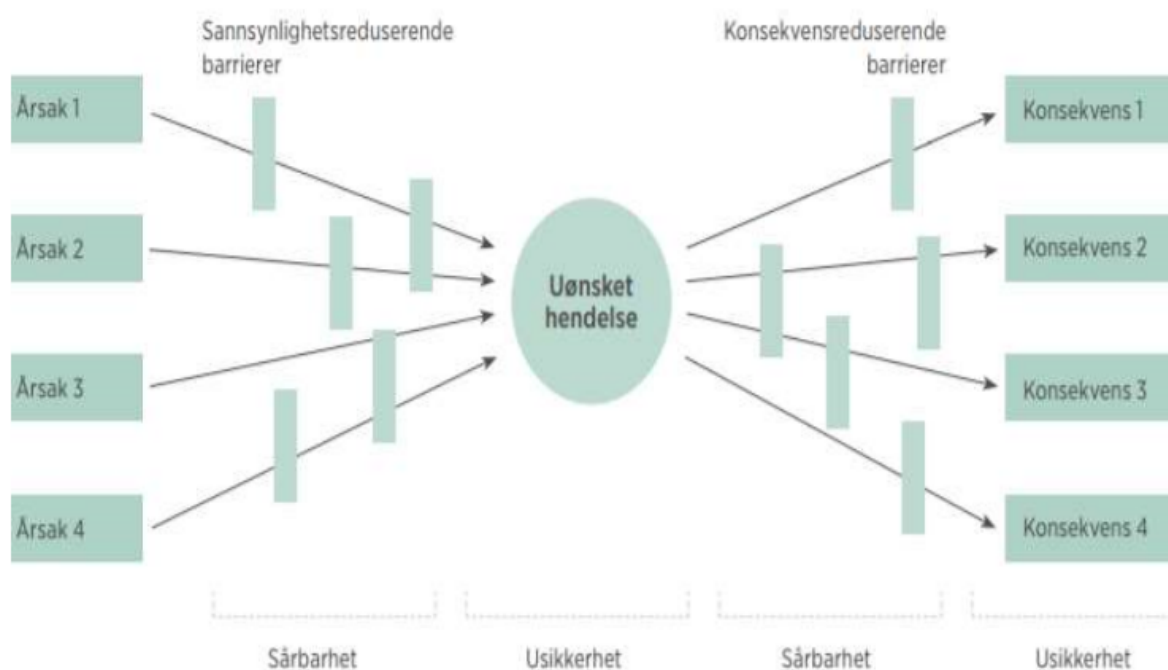 Sannsynlighetsreduserende
barrierer
Konsekvensreduserende
barrierer
Årsak 1
Årsak 2
Årsak 3
Årsak 4
Uønsket
hendelse
Konsekvens 1
Konsekvens 2
Konsekvens 3
Konsekvens 4
Sårbarhet
Usikkerhet
Sårbarhet
Usikkerhet